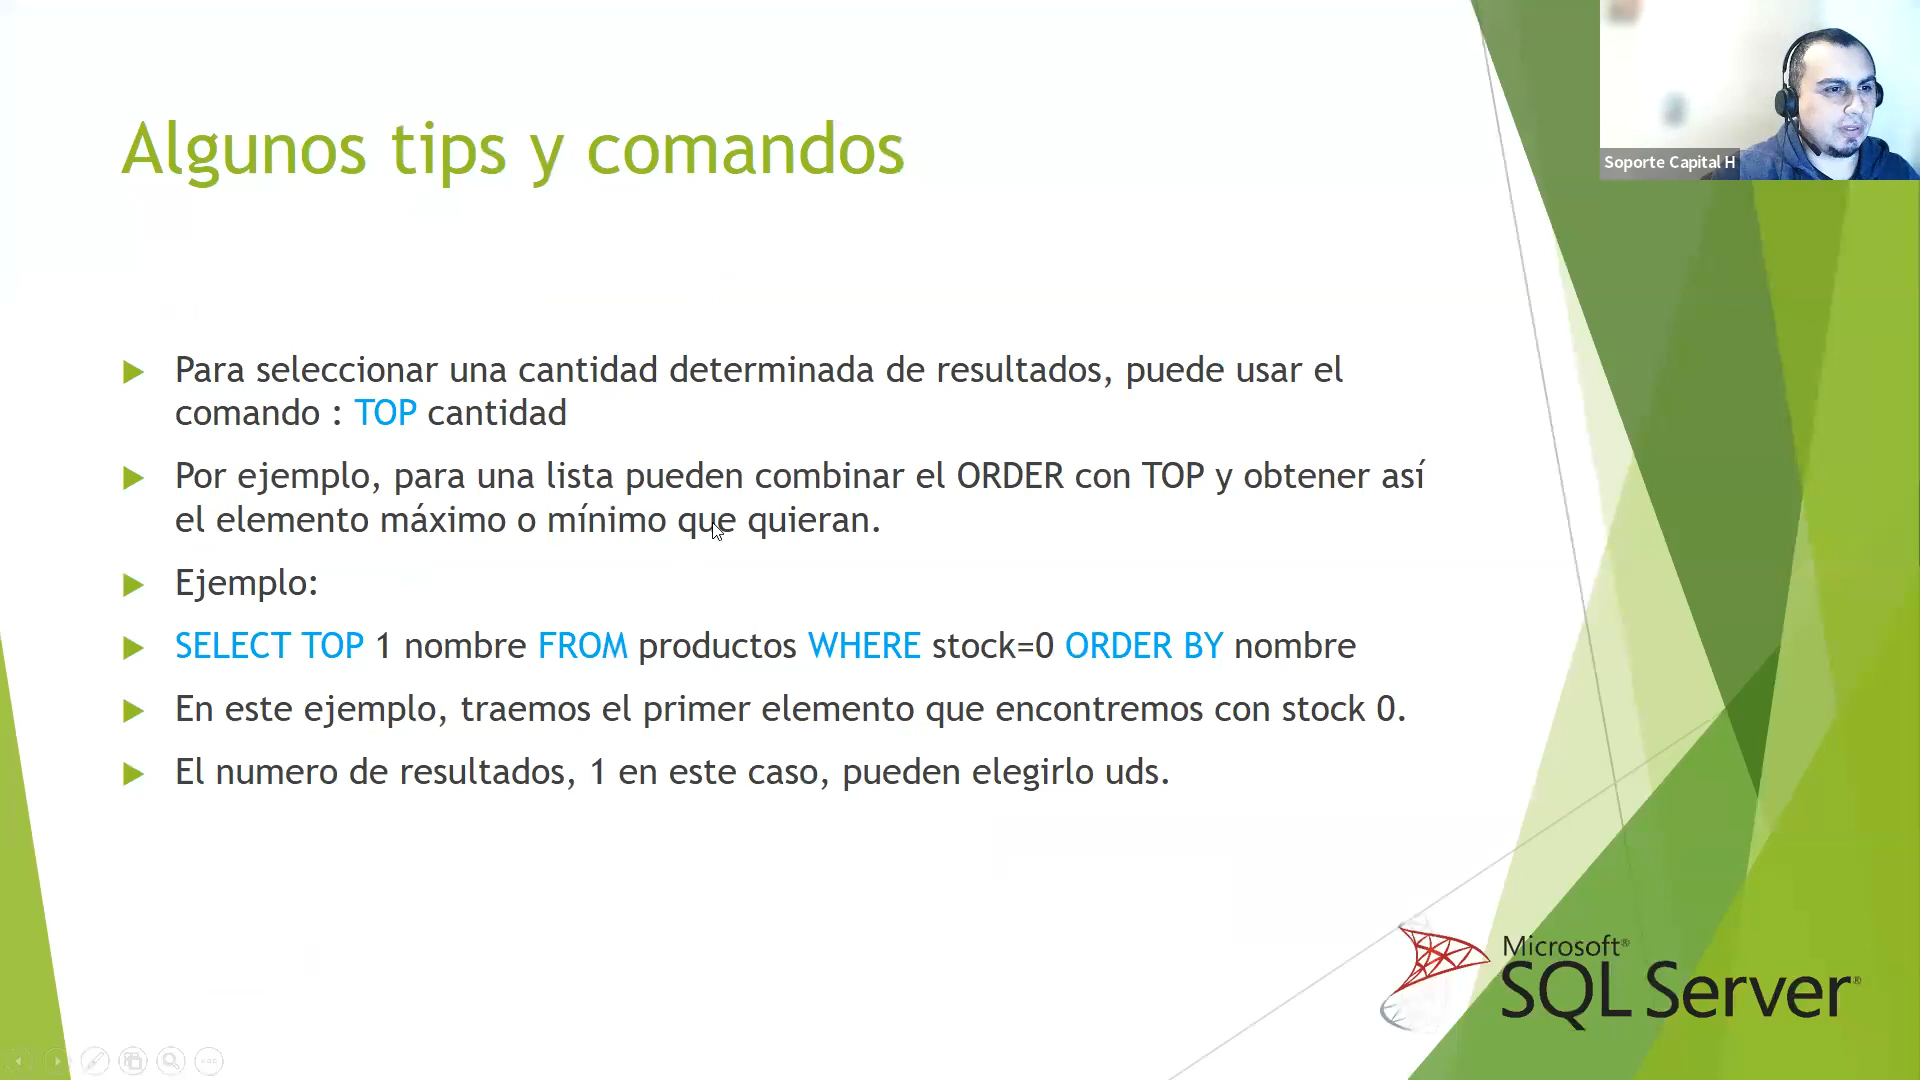 Algunos tips y comandos
Soporte Capital H
Para seleccionar una cantidad determinada de resultados, puede usar el
comando : TOP cantidad
Por ejemplo, para una lista pueden combinar el ORDER con TOP y obtener así
el elemento máximo o mínimo que quieran.
Ejemplo:
SELECT TOP 1 nombre FROM productos WHERE stock=0 ORDER BY nombre
En este ejemplo, traemos el primer elemento que encontremos con stock 0.
El numero de resultados, 1 en este caso, pueden elegirlo uds.
Microsoft®
SQL Server®